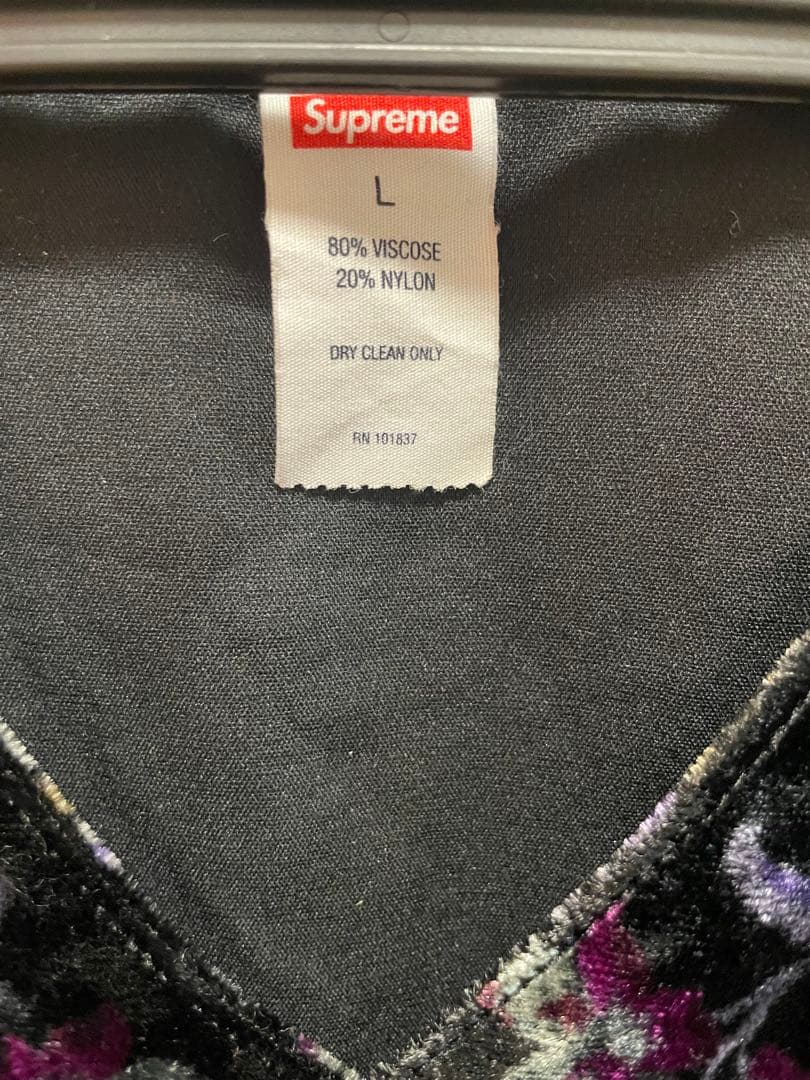 Supreme
L
80% VISCOSE
20% NYLON
DRY CLEAN ONLY
RN 101837